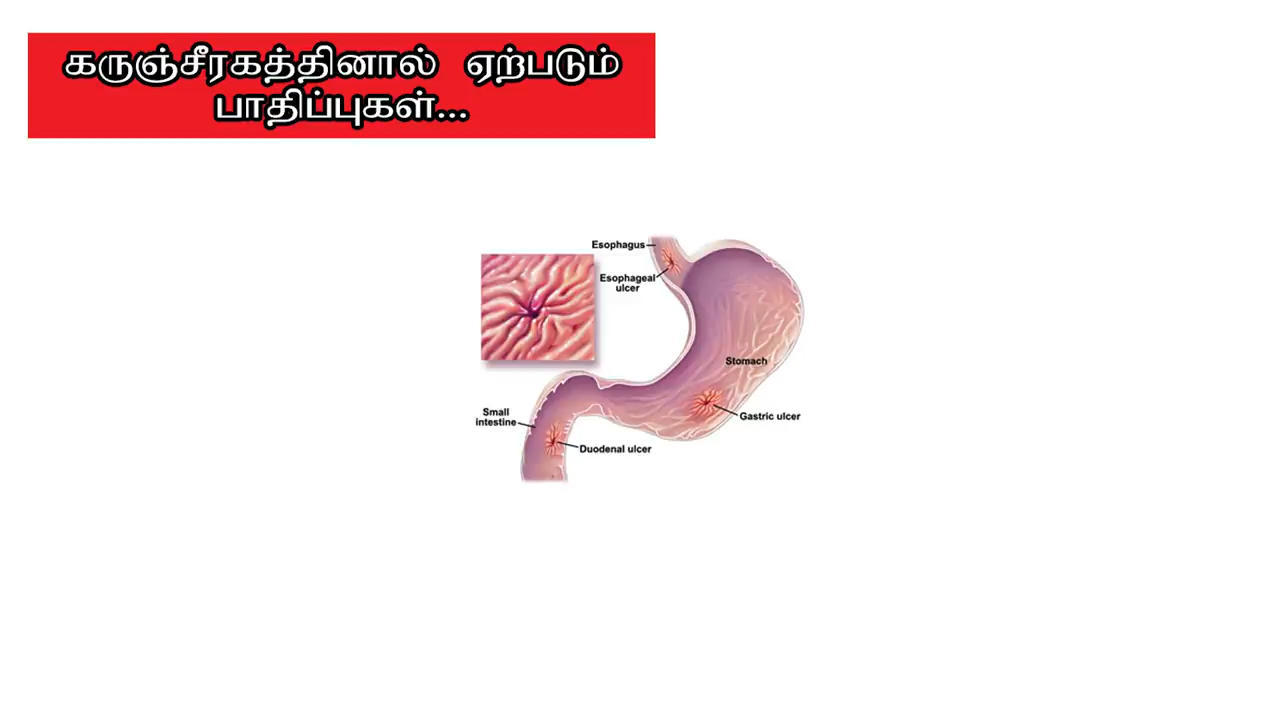 கருஞ்சீரகத்தினால் ஏற்படும்
பாதிப்புகள்...
Esophagus
Esophageal
ulcer
Stomach
Small
intestine
Gastric ulcer
Duodenal ulcer